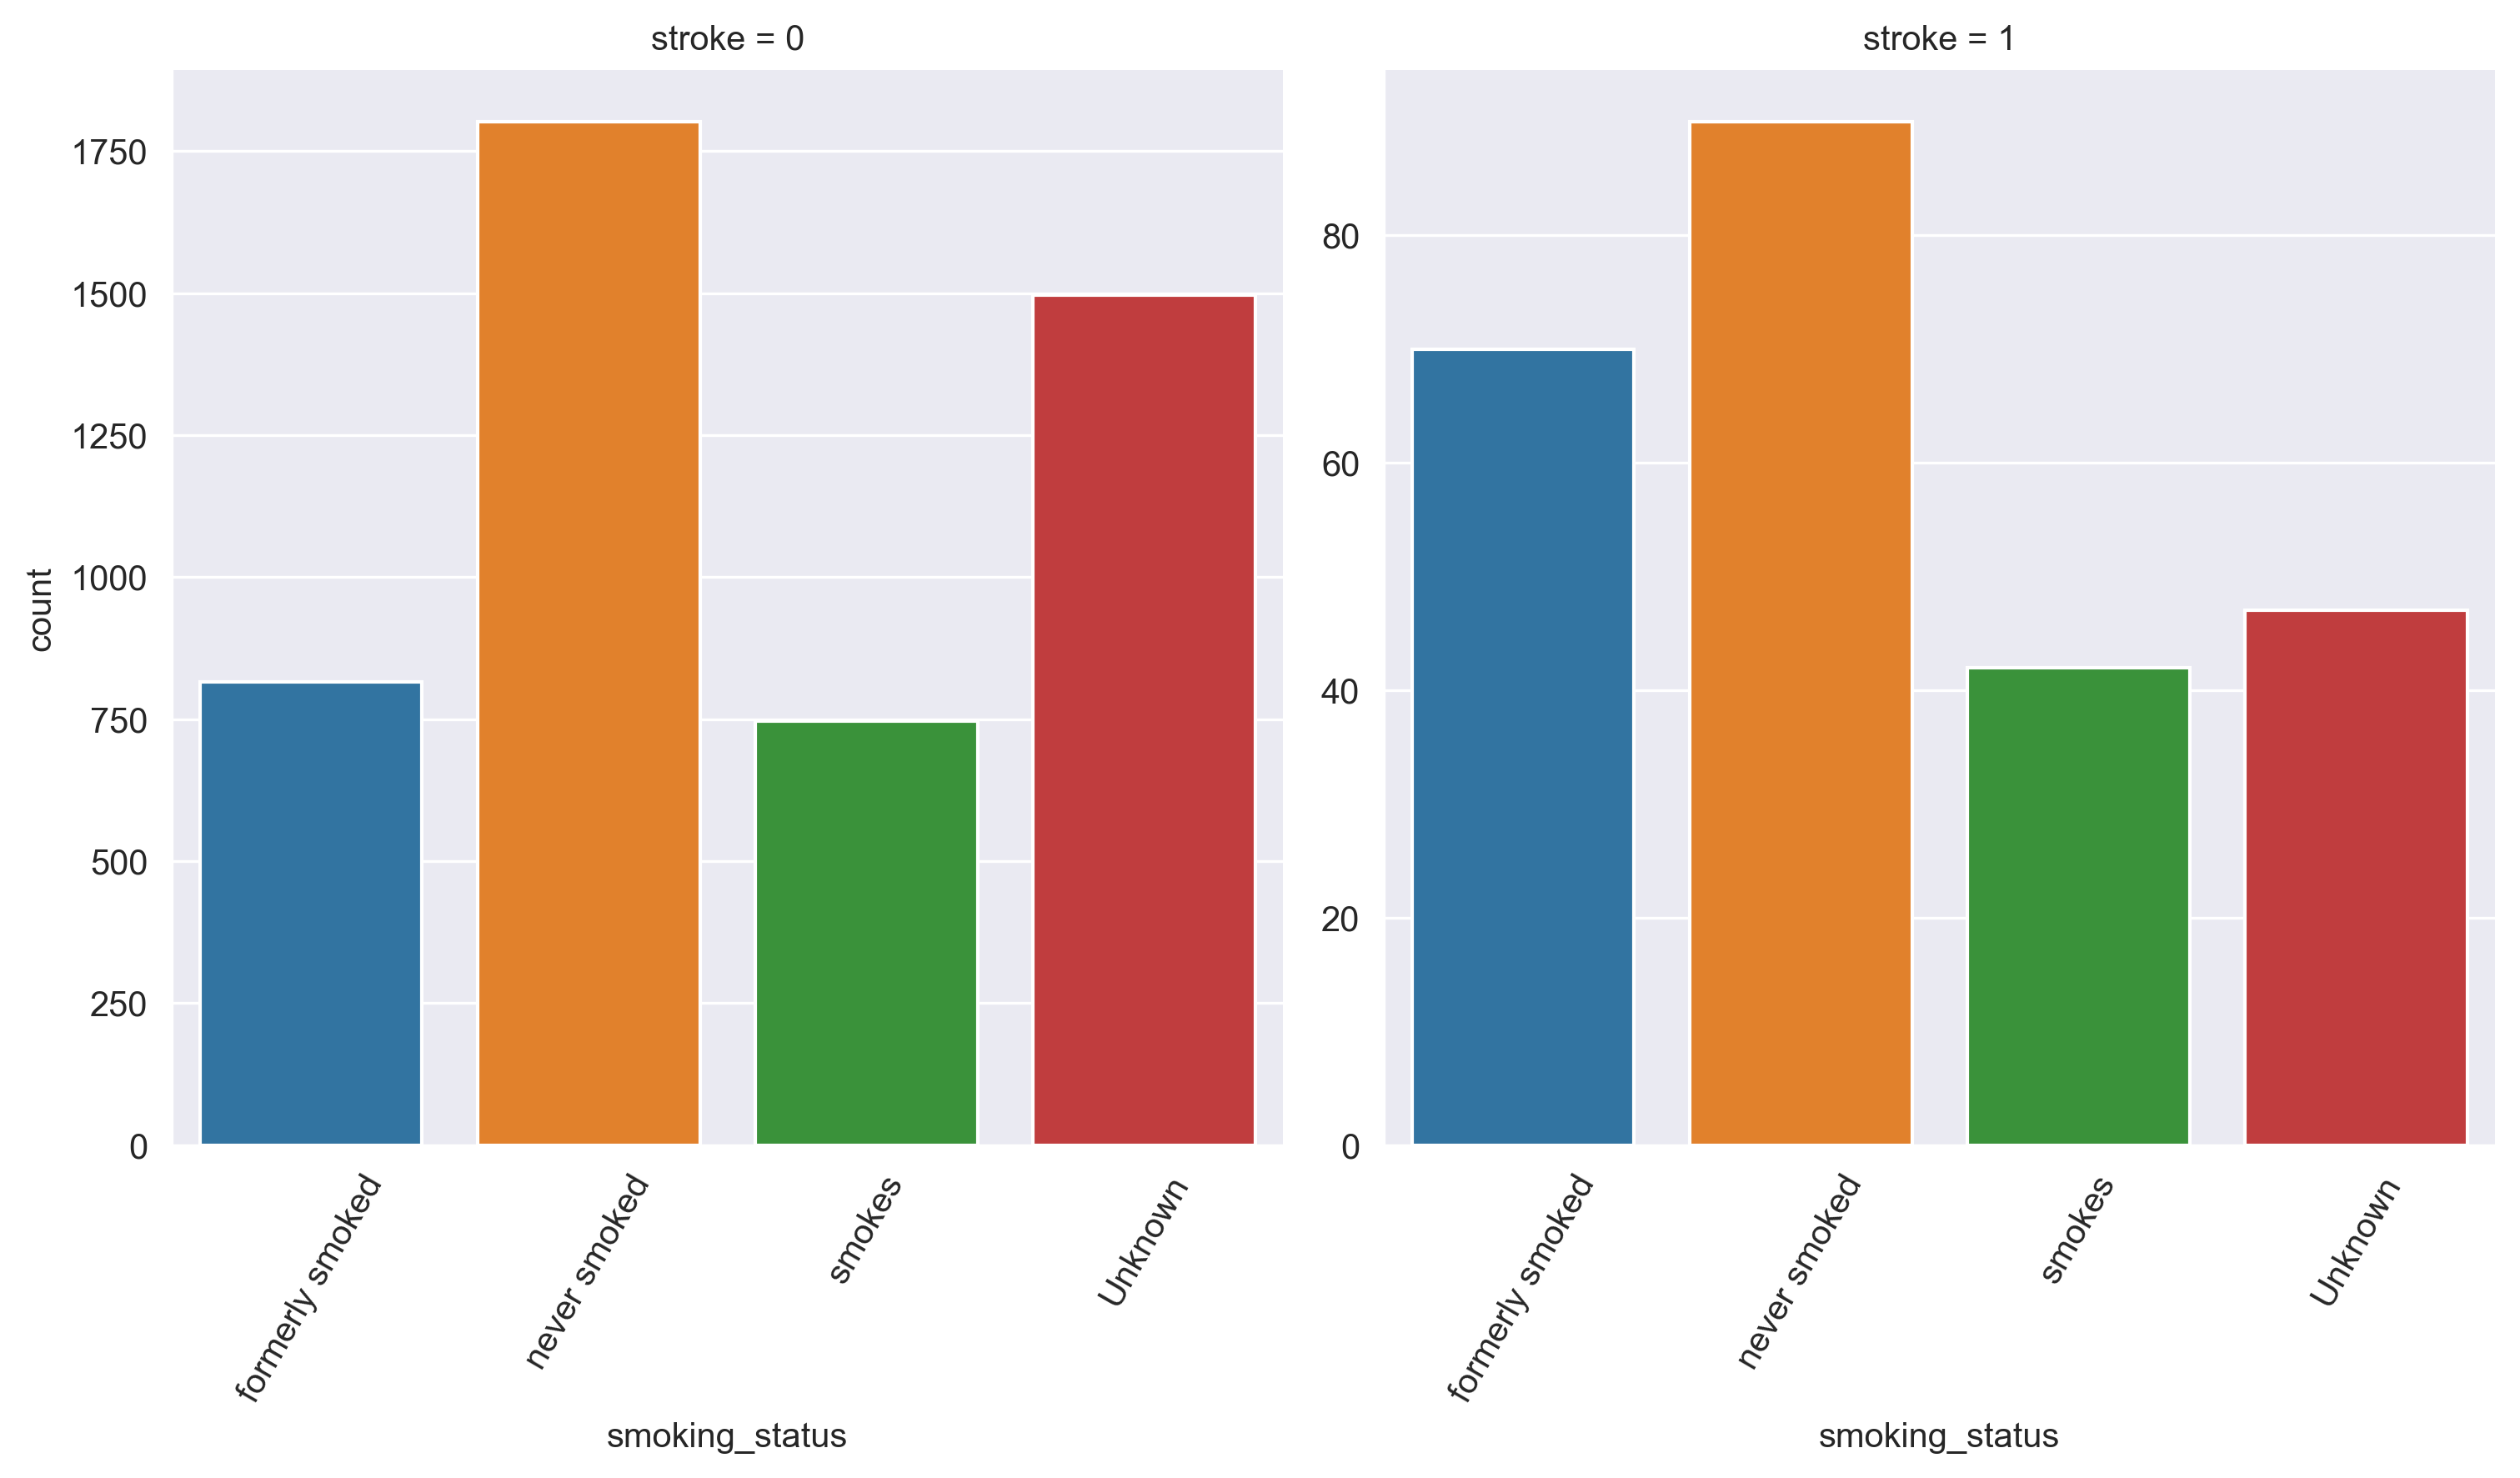 stroke = 0
count
1750
1500
1250
1000
750
500
250
0
formerly smoked
never smoked
smokes
Unknown
smoking_status
stroke = 1
80
60
40
20
0
formerly smoked
never smoked
smokes
Unknown
smoking_status